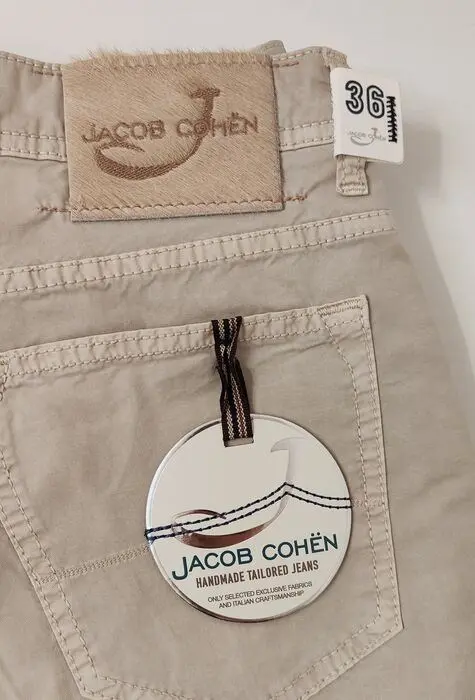 JACOB COHËN
36
JACOB COHËN
JACOB COHËN
HANDMADE TAILORED JEANS
ONLY SELECTED EXCLUSIVE FABRICS
AND ITALIAN CRAFTSMANSHIP